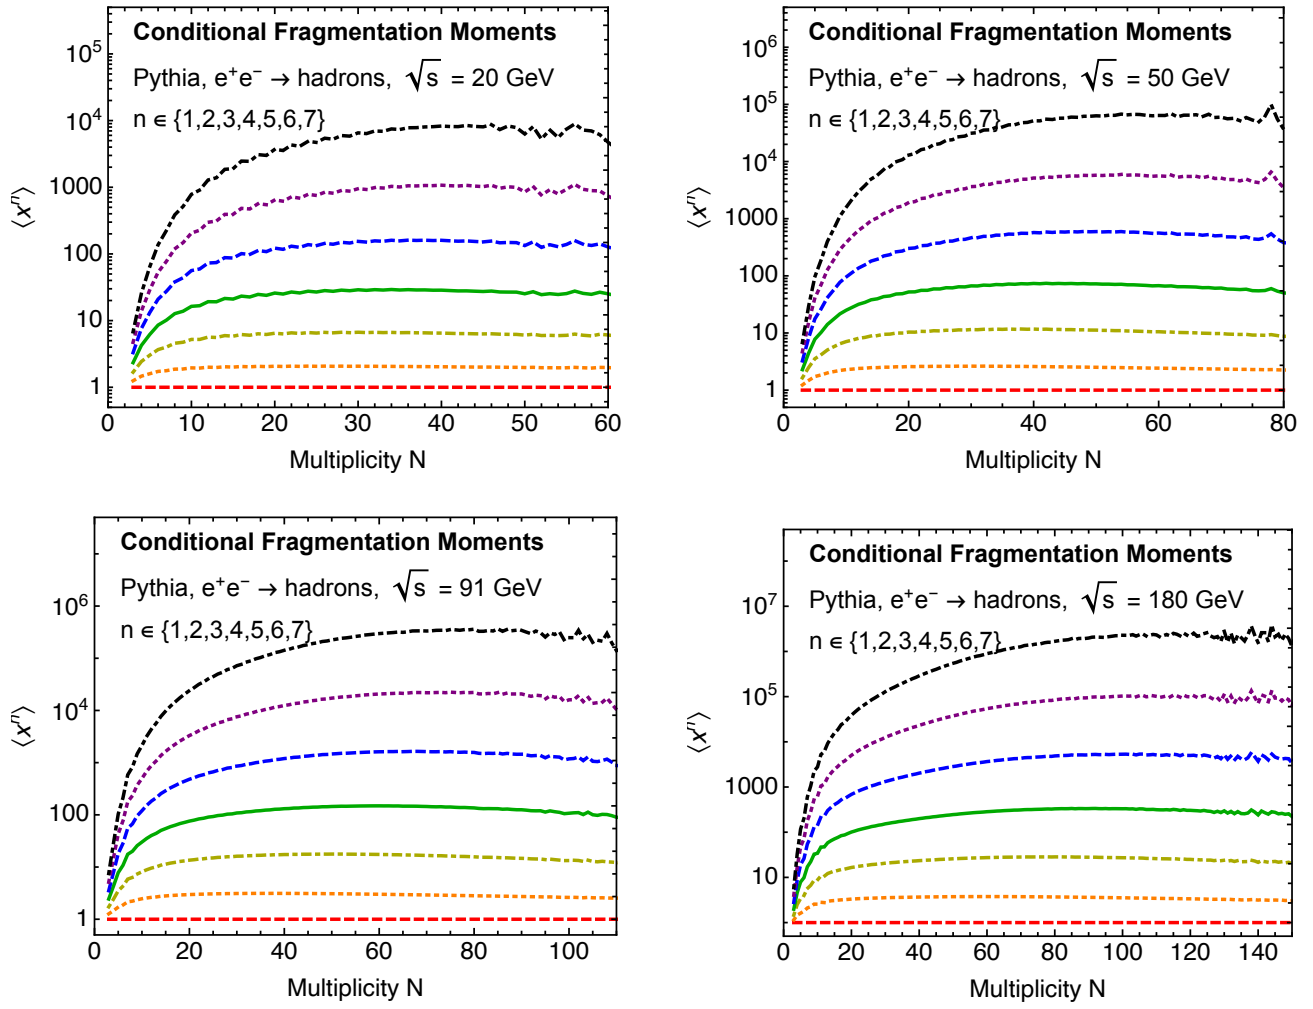 Conditional Fragmentation Moments
Pythia, e⁺e⁻ → hadrons, √s = 20 GeV
n ∈ {1,2,3,4,5,6,7}
10⁵
10⁴
1000
100
10
1
⟨xⁿ⟩
0 10 20 30 40 50 60
Multiplicity N
Conditional Fragmentation Moments
Pythia, e⁺e⁻ → hadrons, √s = 50 GeV
n ∈ {1,2,3,4,5,6,7}
10⁶
10⁵
10⁴
1000
100
10
1
⟨xⁿ⟩
0 20 40 60 80
Multiplicity N
Conditional Fragmentation Moments
Pythia, e⁺e⁻ → hadrons, √s = 91 GeV
n ∈ {1,2,3,4,5,6,7}
10⁶
10⁴
100
1
⟨xⁿ⟩
0 20 40 60 80 100
Multiplicity N
Conditional Fragmentation Moments
Pythia, e⁺e⁻ → hadrons, √s = 180 GeV
n ∈ {1,2,3,4,5,6,7}
10⁷
10⁵
1000
10
⟨xⁿ⟩
0 20 40 60 80 100 120 140
Multiplicity N